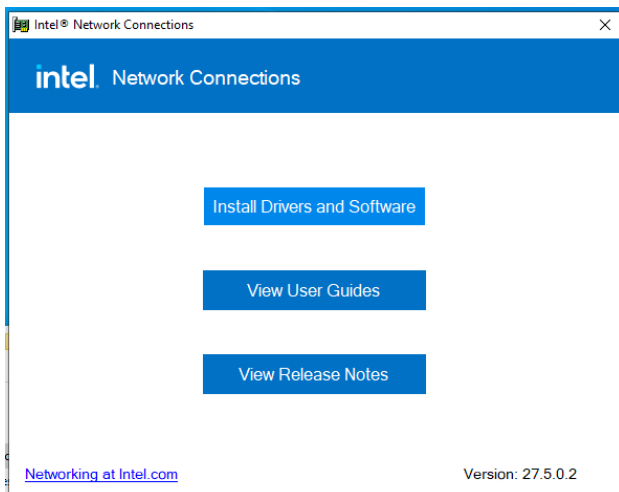 Intel® Network Connections
intel. Network Connections
Install Drivers and Software
View User Guides
View Release Notes
Networking at Intel.com
Version: 27.5.0.2